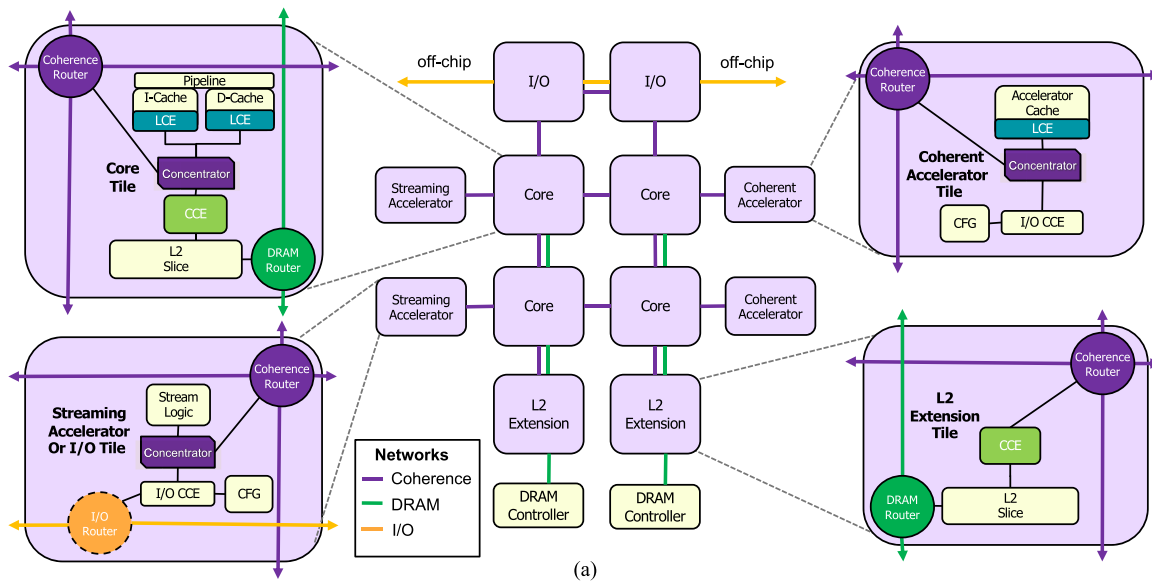 Coherence
Router
Pipeline
I-Cache
D-Cache
LCE
LCE
Concentrator
Core
Tile
CCE
L2
Slice
DRAM
Router
off-chip
off-chip
I/O
I/O
Streaming
Accelerator
Core
Core
Coherent
Accelerator
Streaming
Accelerator
Core
Core
Coherent
Accelerator
L2
Extension
L2
Extension
DRAM
Controller
DRAM
Controller
Coherence
Router
Accelerator
Cache
LCE
Concentrator
Coherent
Accelerator
Tile
CFG
I/O CCE
Coherence
Router
Stream
Logic
Streaming
Accelerator
Or I/O Tile
Concentrator
I/O CCE
CFG
I/O
Router
Networks
Coherence
DRAM
I/O
Coherence
Router
L2
Extension
Tile
CCE
DRAM
Router
L2
Slice
(a)